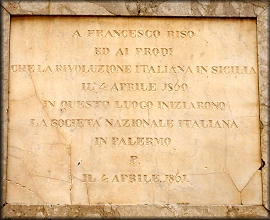 A FRANCESCO RISO
ED AI PRODI
CHE LA RIVOLUZIONE ITALIANA IN SICILIA
IL 4 APRILE 1860
IN QUESTO LUOGO INIZIARONO
LA SOCIETÀ NAZIONALE ITALIANA
IN PALERMO
P.
IL 4 APRILE 1861.